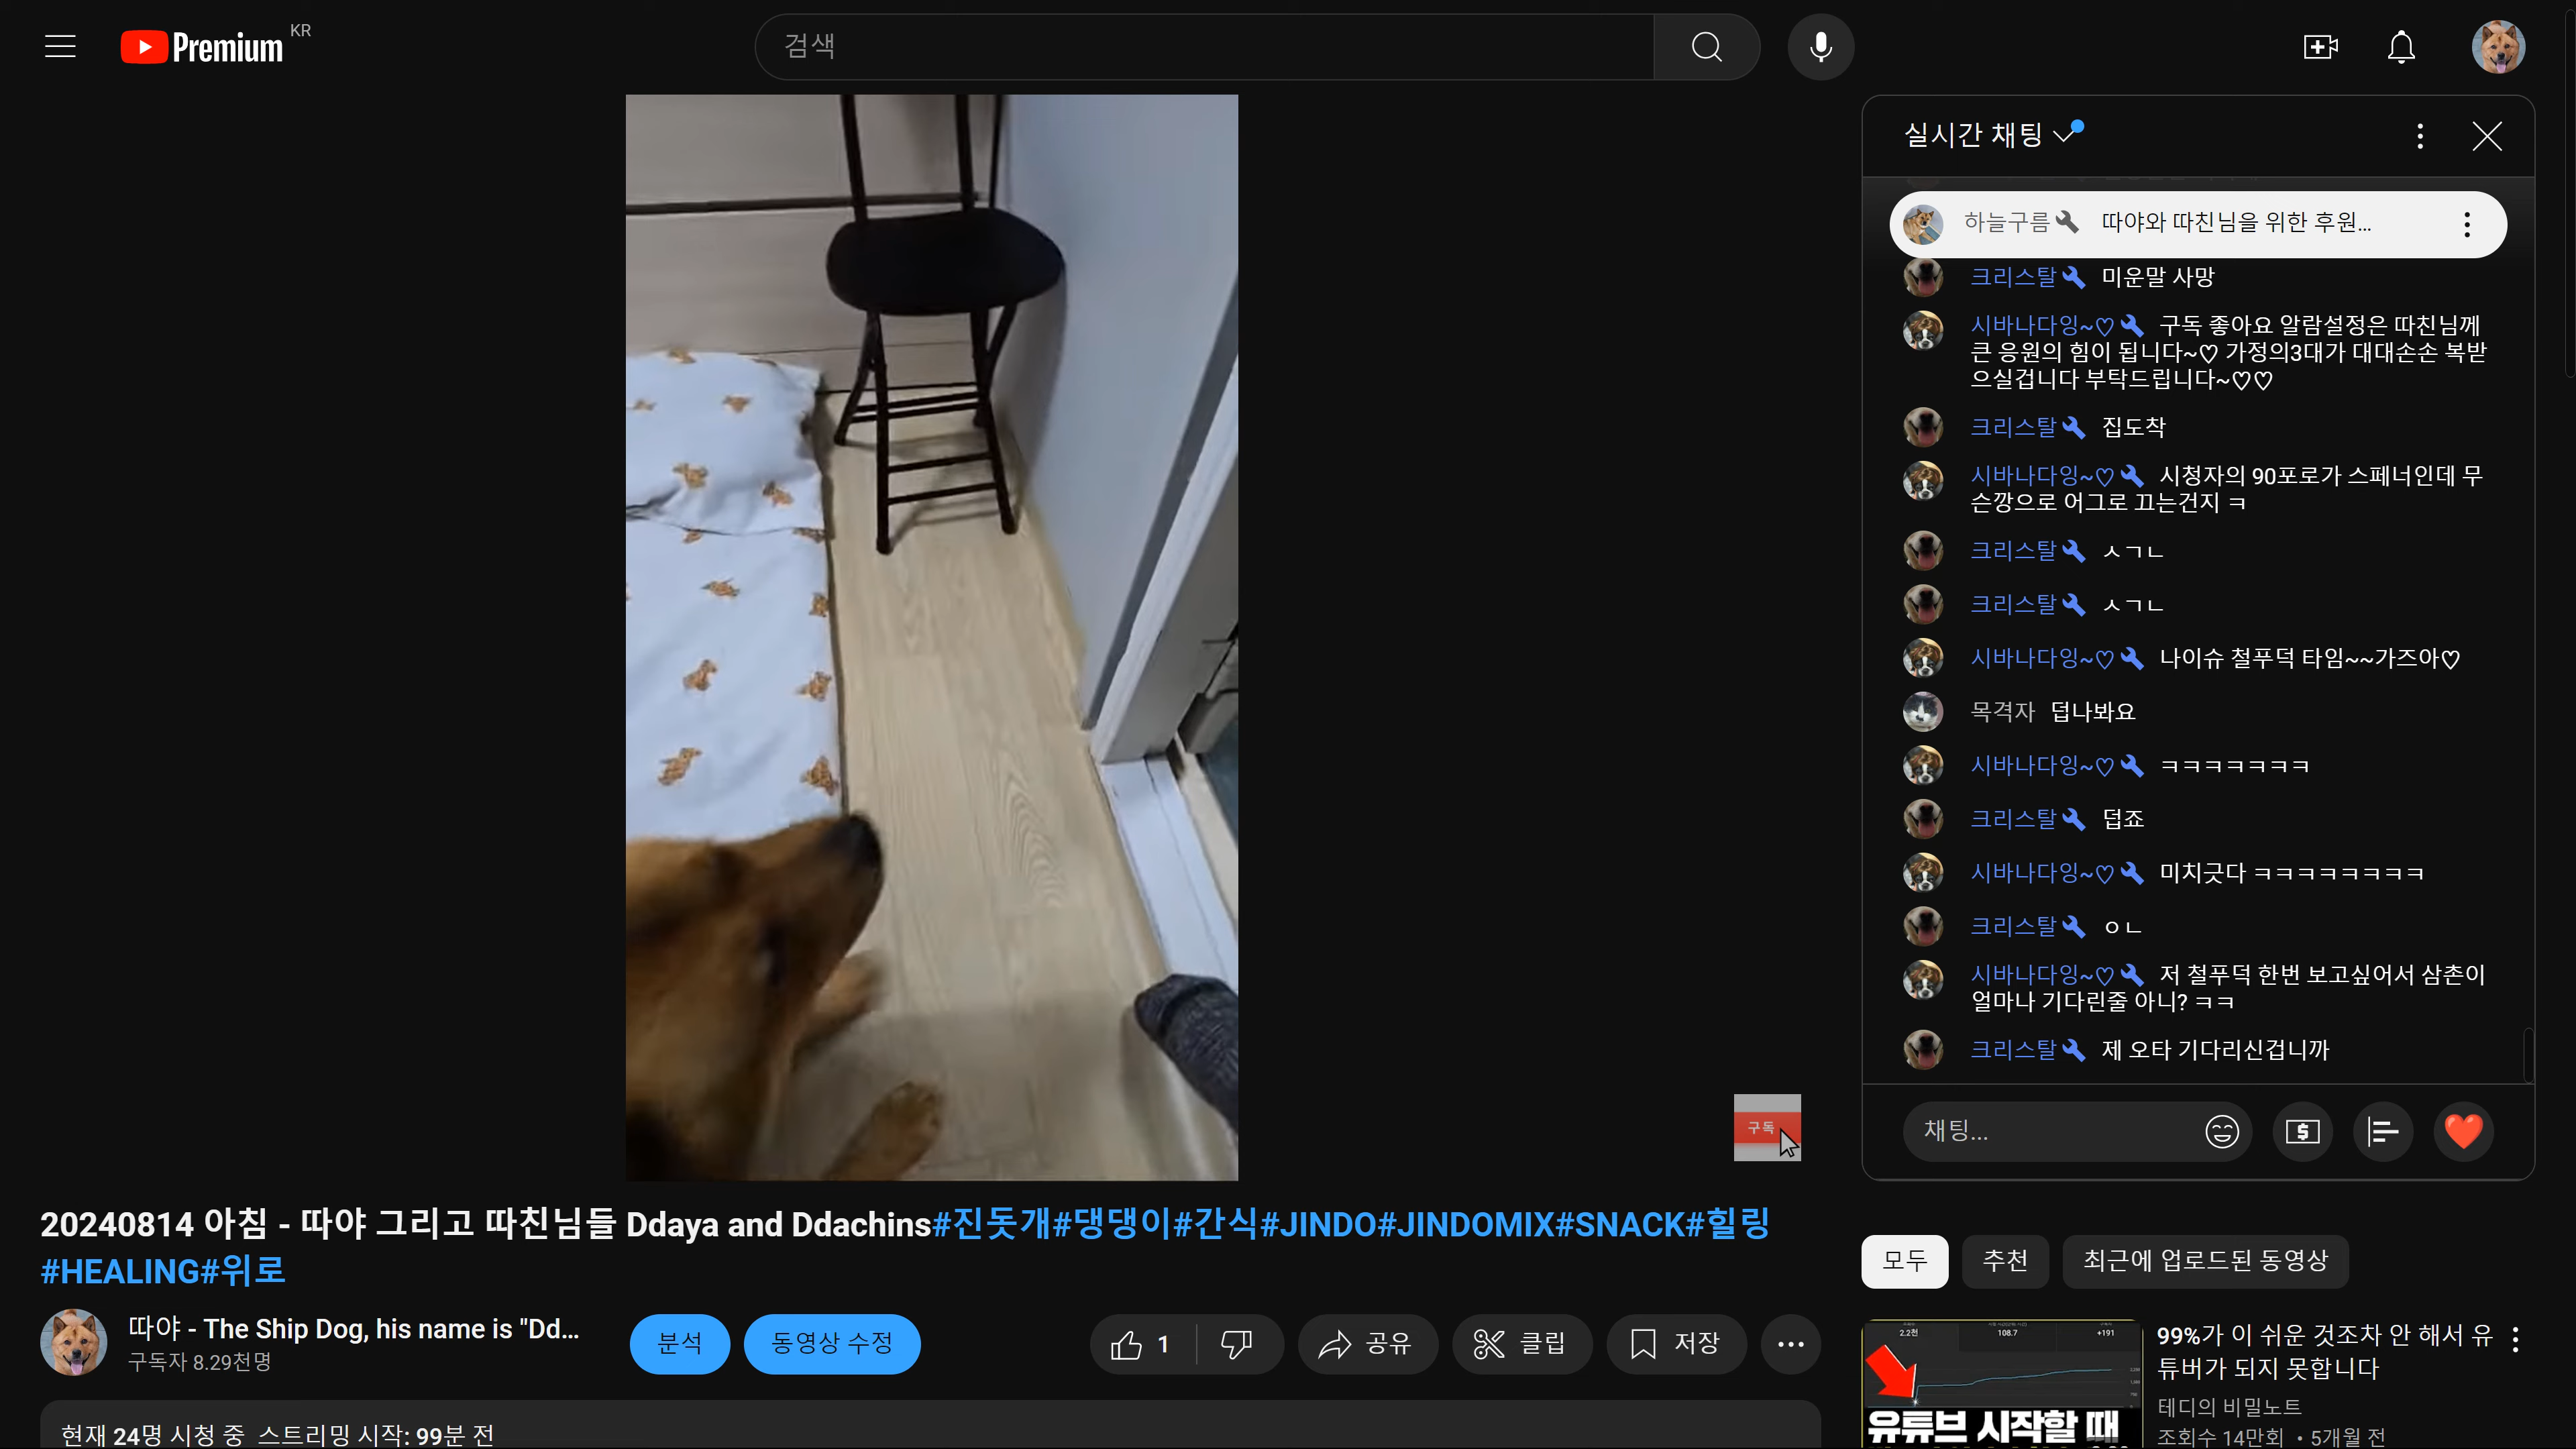 Premium KR
검색
실시간 채팅
하늘구름 따야와 따친님을 위한 후원...
크리스탈 미운말 사망
시바나다잉~♡ 구독 좋아요 알람설정은 따친님께
큰 응원의 힘이 됩니다~♡ 가정의3대가 대대손손 복받
으실겁니다 부탁드립니다~♡♡
크리스탈 집도착
시바나다잉~♡ 시청자의 90포로가 스페너인데 무
슨깡으로 어그로 끄는건지 ㅋ
크리스탈 ㅅㄱㄴ
크리스탈 ㅅㄱㄴ
시바나다잉~♡ 나이슈 철푸덕 타임~~가즈아♡
목격자 덥나봐요
시바나다잉~♡ ㅋㅋㅋㅋㅋㅋㅋ
크리스탈 덥죠
시바나다잉~♡ 미치긋다 ㅋㅋㅋㅋㅋㅋㅋㅋ
크리스탈 ㅇㄴ
시바나다잉~♡ 저 철푸덕 한번 보고싶어서 삼촌이
얼마나 기다린줄 아니? ㅋㅋ
크리스탈 제 오타 기다리신겁니까
채팅...
구독
20240814 아침 - 따야 그리고 따친님들 Ddaya and Ddachins#진돗개#댕댕이#간식#JINDO#JINDOMIX#SNACK#힐링
#HEALING#위로
따야 - The Ship Dog, his name is "Dd...
구독자 8.29천명
분석 동영상 수정 1 공유 클립 저장
현재 24명 시청 중 스트리밍 시작: 99분 전
모두 추천 최근에 업로드된 동영상
2.2천 108.7 +191
유튜브 시작할 때
99%가 이 쉬운 것조차 안 해서 유
튜버가 되지 못합니다
테디의 비밀노트
조회수 14만회 • 5개월 전